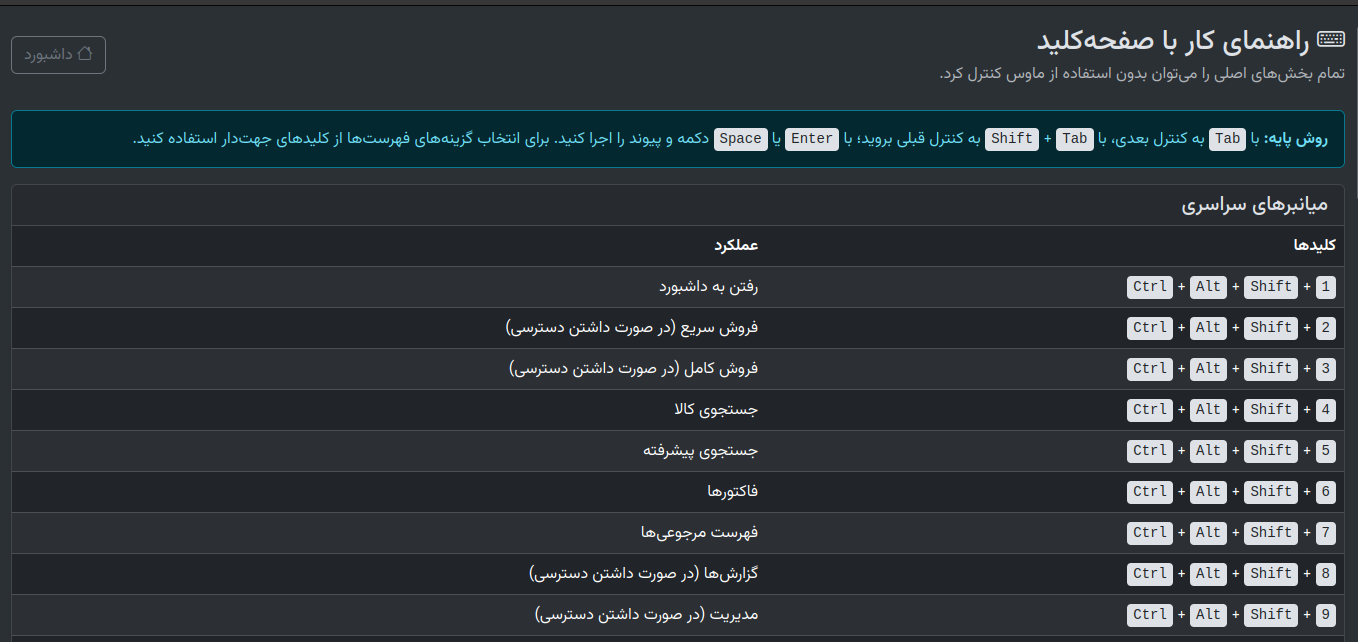 راهنمای کار با صفحه‌کلید
داشبورد
تمام بخش‌های اصلی را می‌توان بدون استفاده از ماوس کنترل کرد.
روش پایه: با Tab به کنترل بعدی، با Shift + Tab به کنترل قبلی بروید؛ با Enter یا Space دکمه و پیوند را اجرا کنید. برای انتخاب گزینه‌های فهرست‌ها از کلیدهای جهت‌دار استفاده کنید.
میانبرهای سراسری
کلیدها عملکرد
Ctrl + Alt + Shift + 1 رفتن به داشبورد
Ctrl + Alt + Shift + 2 فروش سریع (در صورت داشتن دسترسی)
Ctrl + Alt + Shift + 3 فروش کامل (در صورت داشتن دسترسی)
Ctrl + Alt + Shift + 4 جستجوی کالا
Ctrl + Alt + Shift + 5 جستجوی پیشرفته
Ctrl + Alt + Shift + 6 فاکتورها
Ctrl + Alt + Shift + 7 فهرست مرجوعی‌ها
Ctrl + Alt + Shift + 8 گزارش‌ها (در صورت داشتن دسترسی)
Ctrl + Alt + Shift + 9 مدیریت (در صورت داشتن دسترسی)